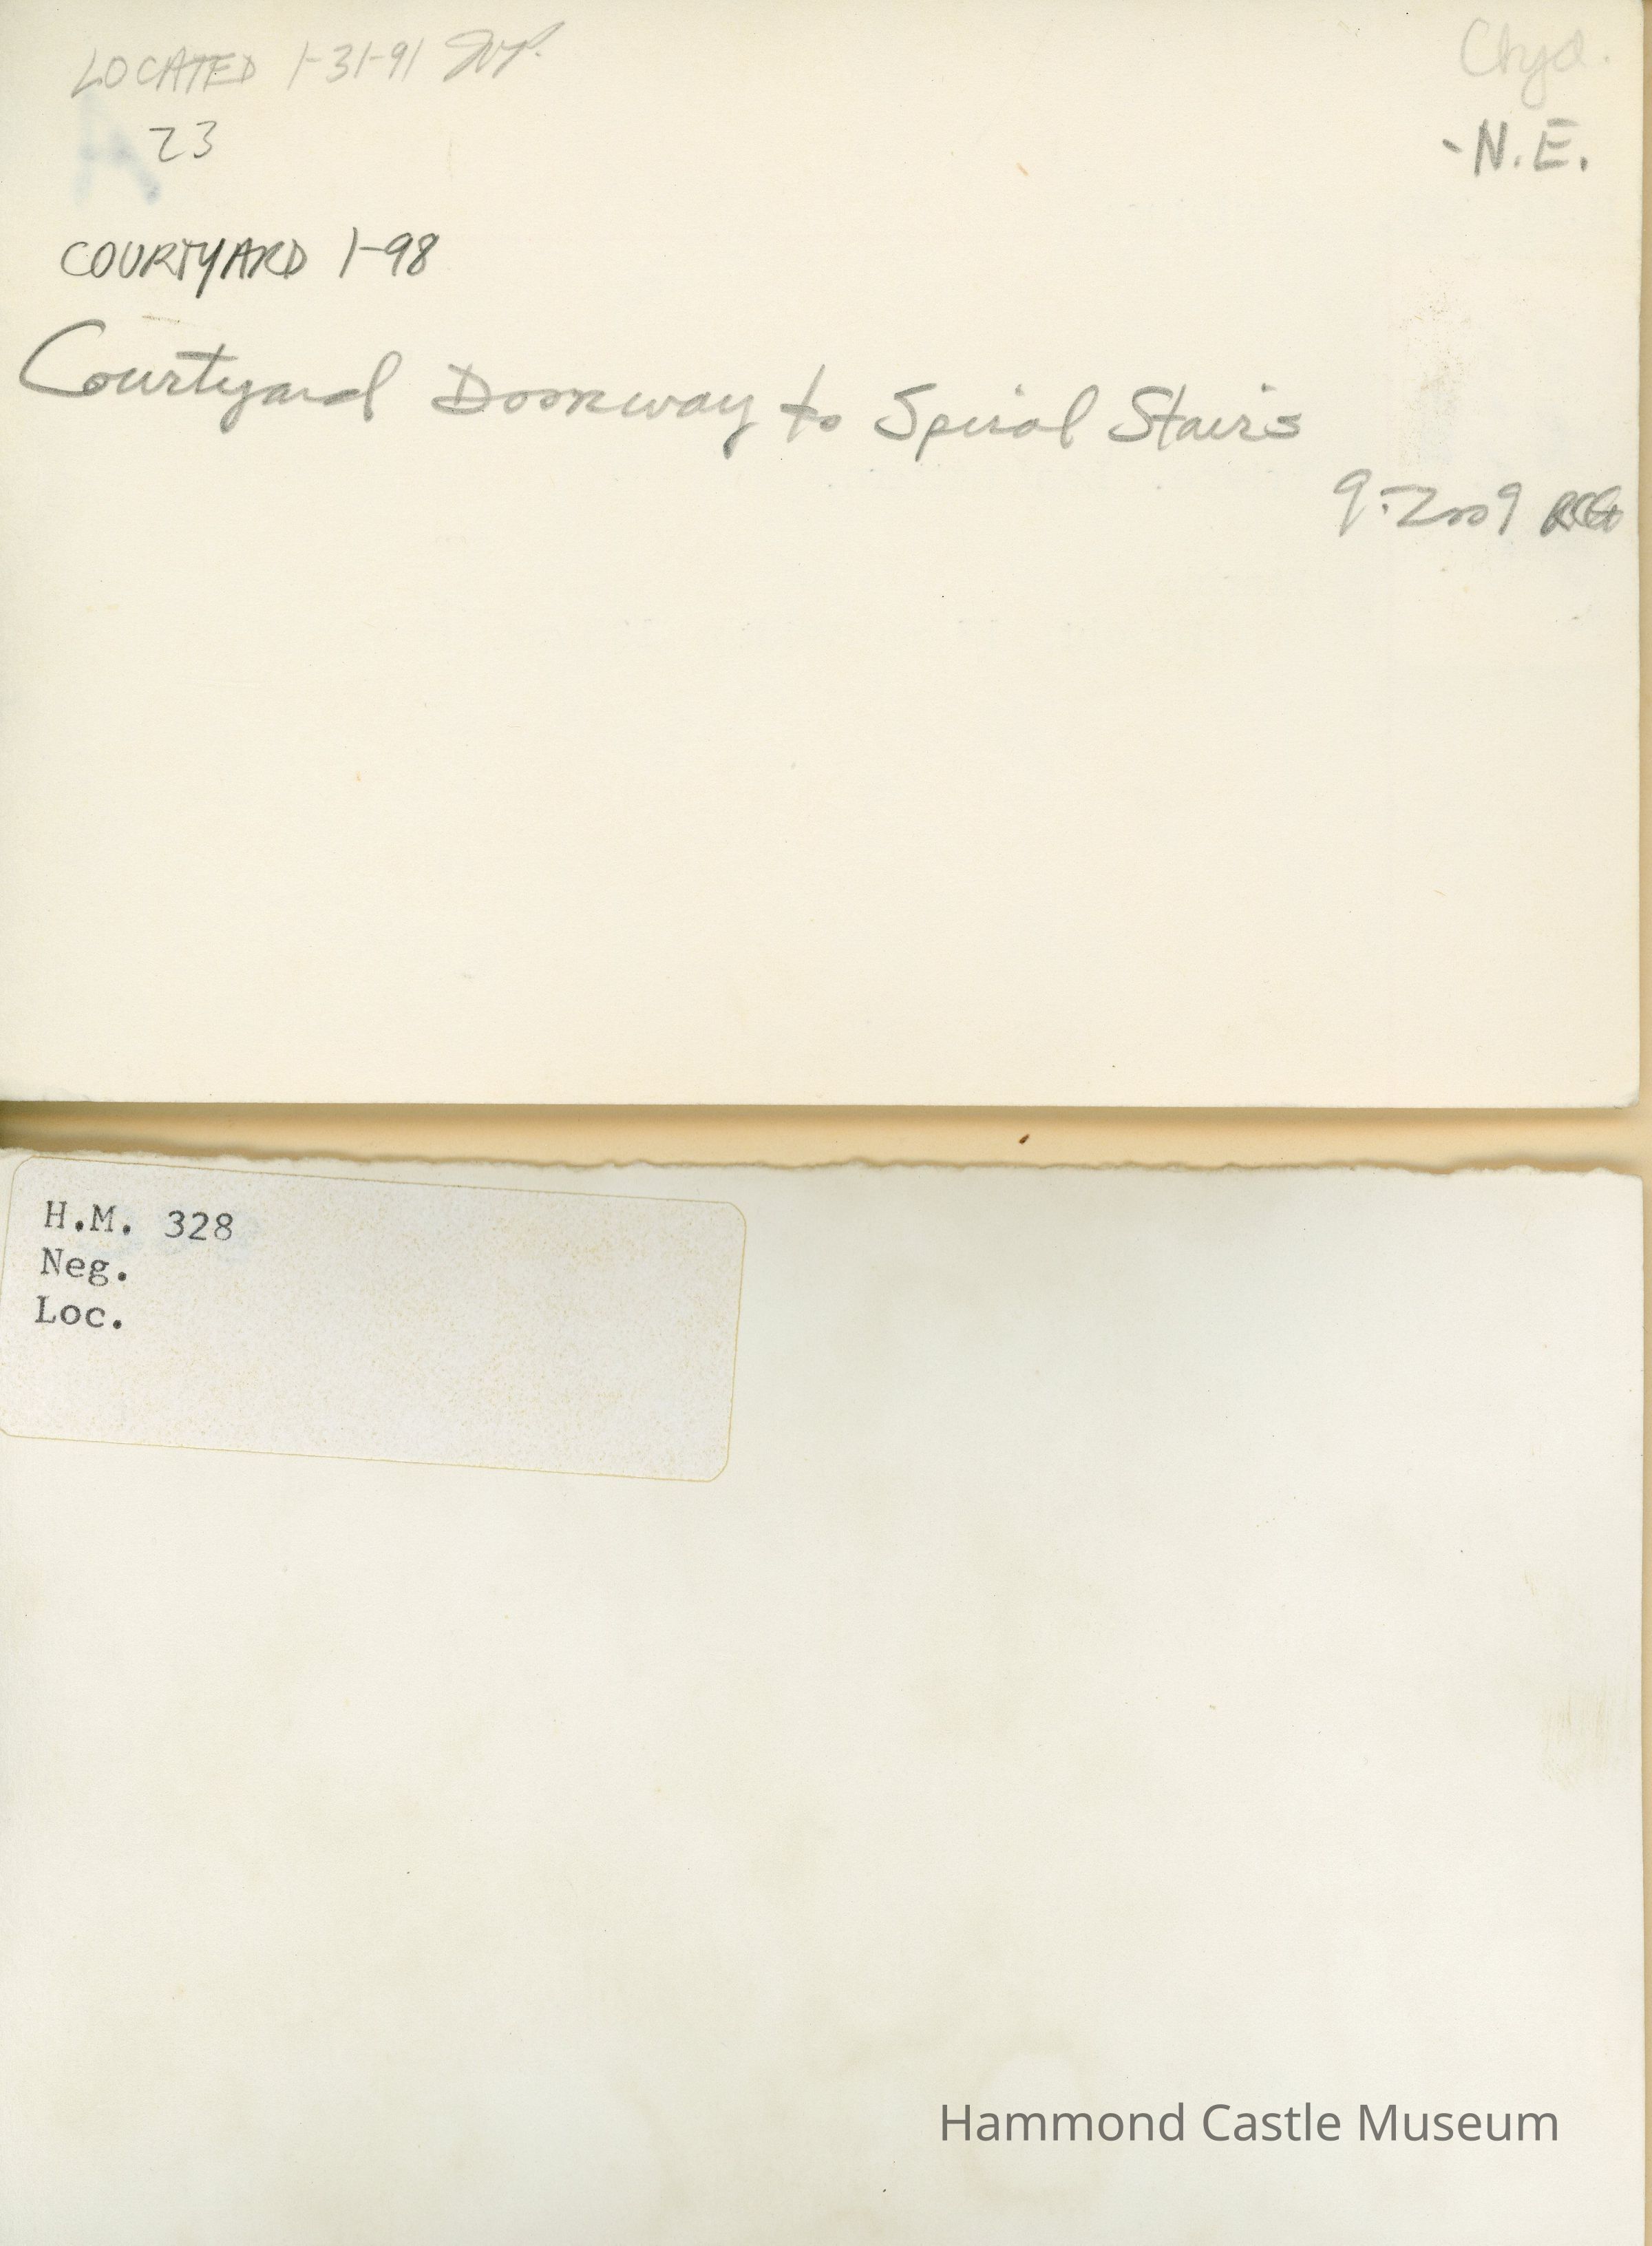 LOCATED 1-31-91
23
- N.E.
COURTYARD 1-98
Courtyard Doorway to Spiral Stairs
9-2009
H.M. 328
Neg.
Loc.
Hammond Castle Museum